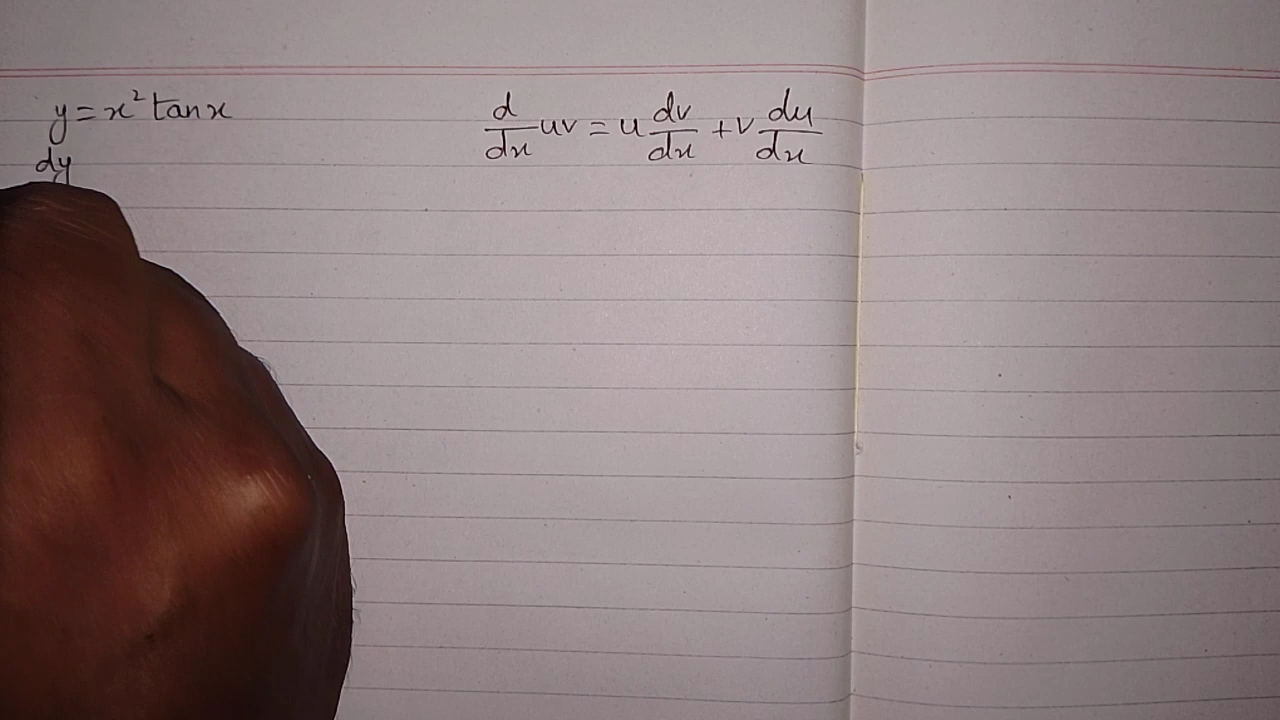 y = x² tan x
dy
d/dx uv = u dv/dx + v du/dx